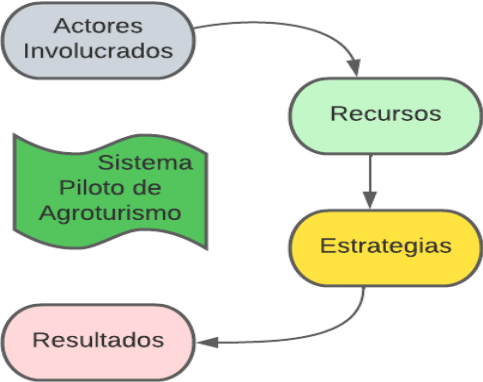 Actores
Involucrados
Recursos
Sistema
Piloto de
Agroturismo
Estrategias
Resultados